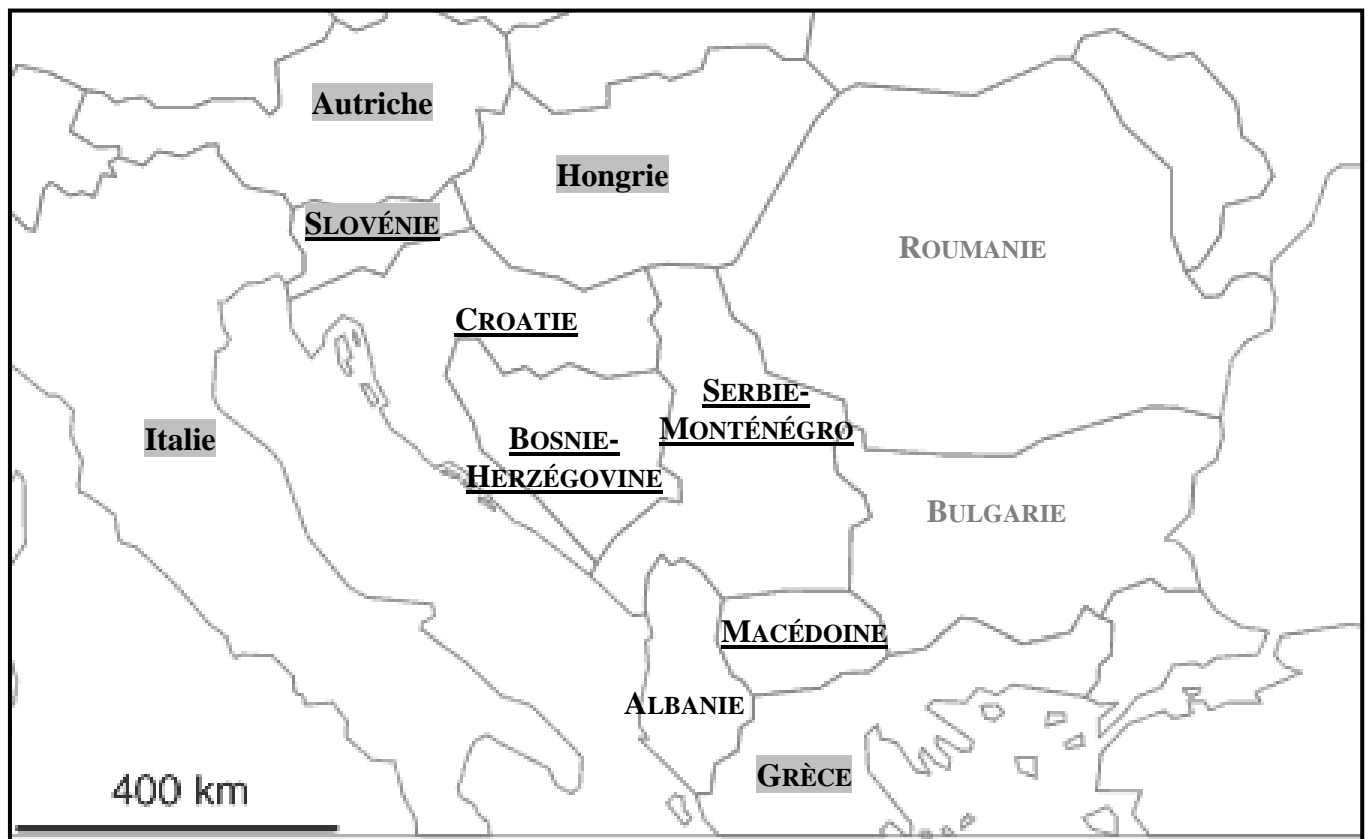 Autriche
Hongrie
SLOVÉNIE
ROUMANIE
CROATIE
SERBIE-
MONTÉNÉGRO
Italie
BOSNIE-
HERZÉGOVINE
BULGARIE
MACÉDOINE
ALBANIE
GRÈCE
400 km